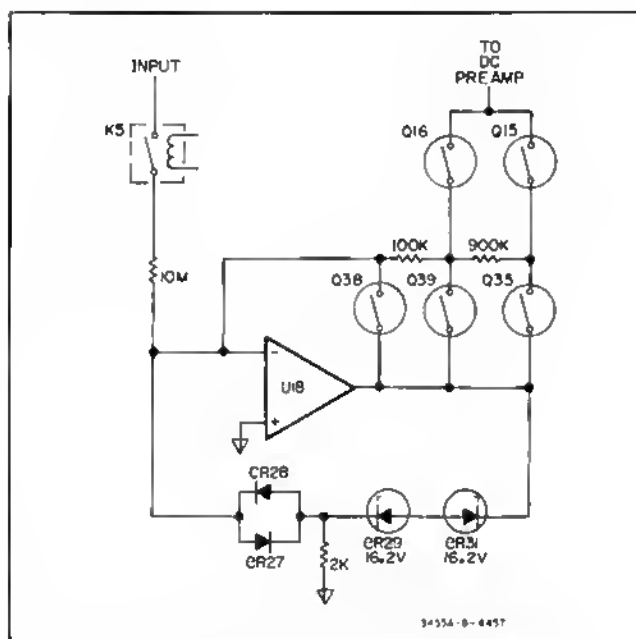 INPUT
TO
DC
PREAMP
K5
Q16
Q15
10M
100K
900K
Q38
Q39
Q35
-
U18
+
CR28
CR27
2K
CR29
16.2V
CR31
16.2V